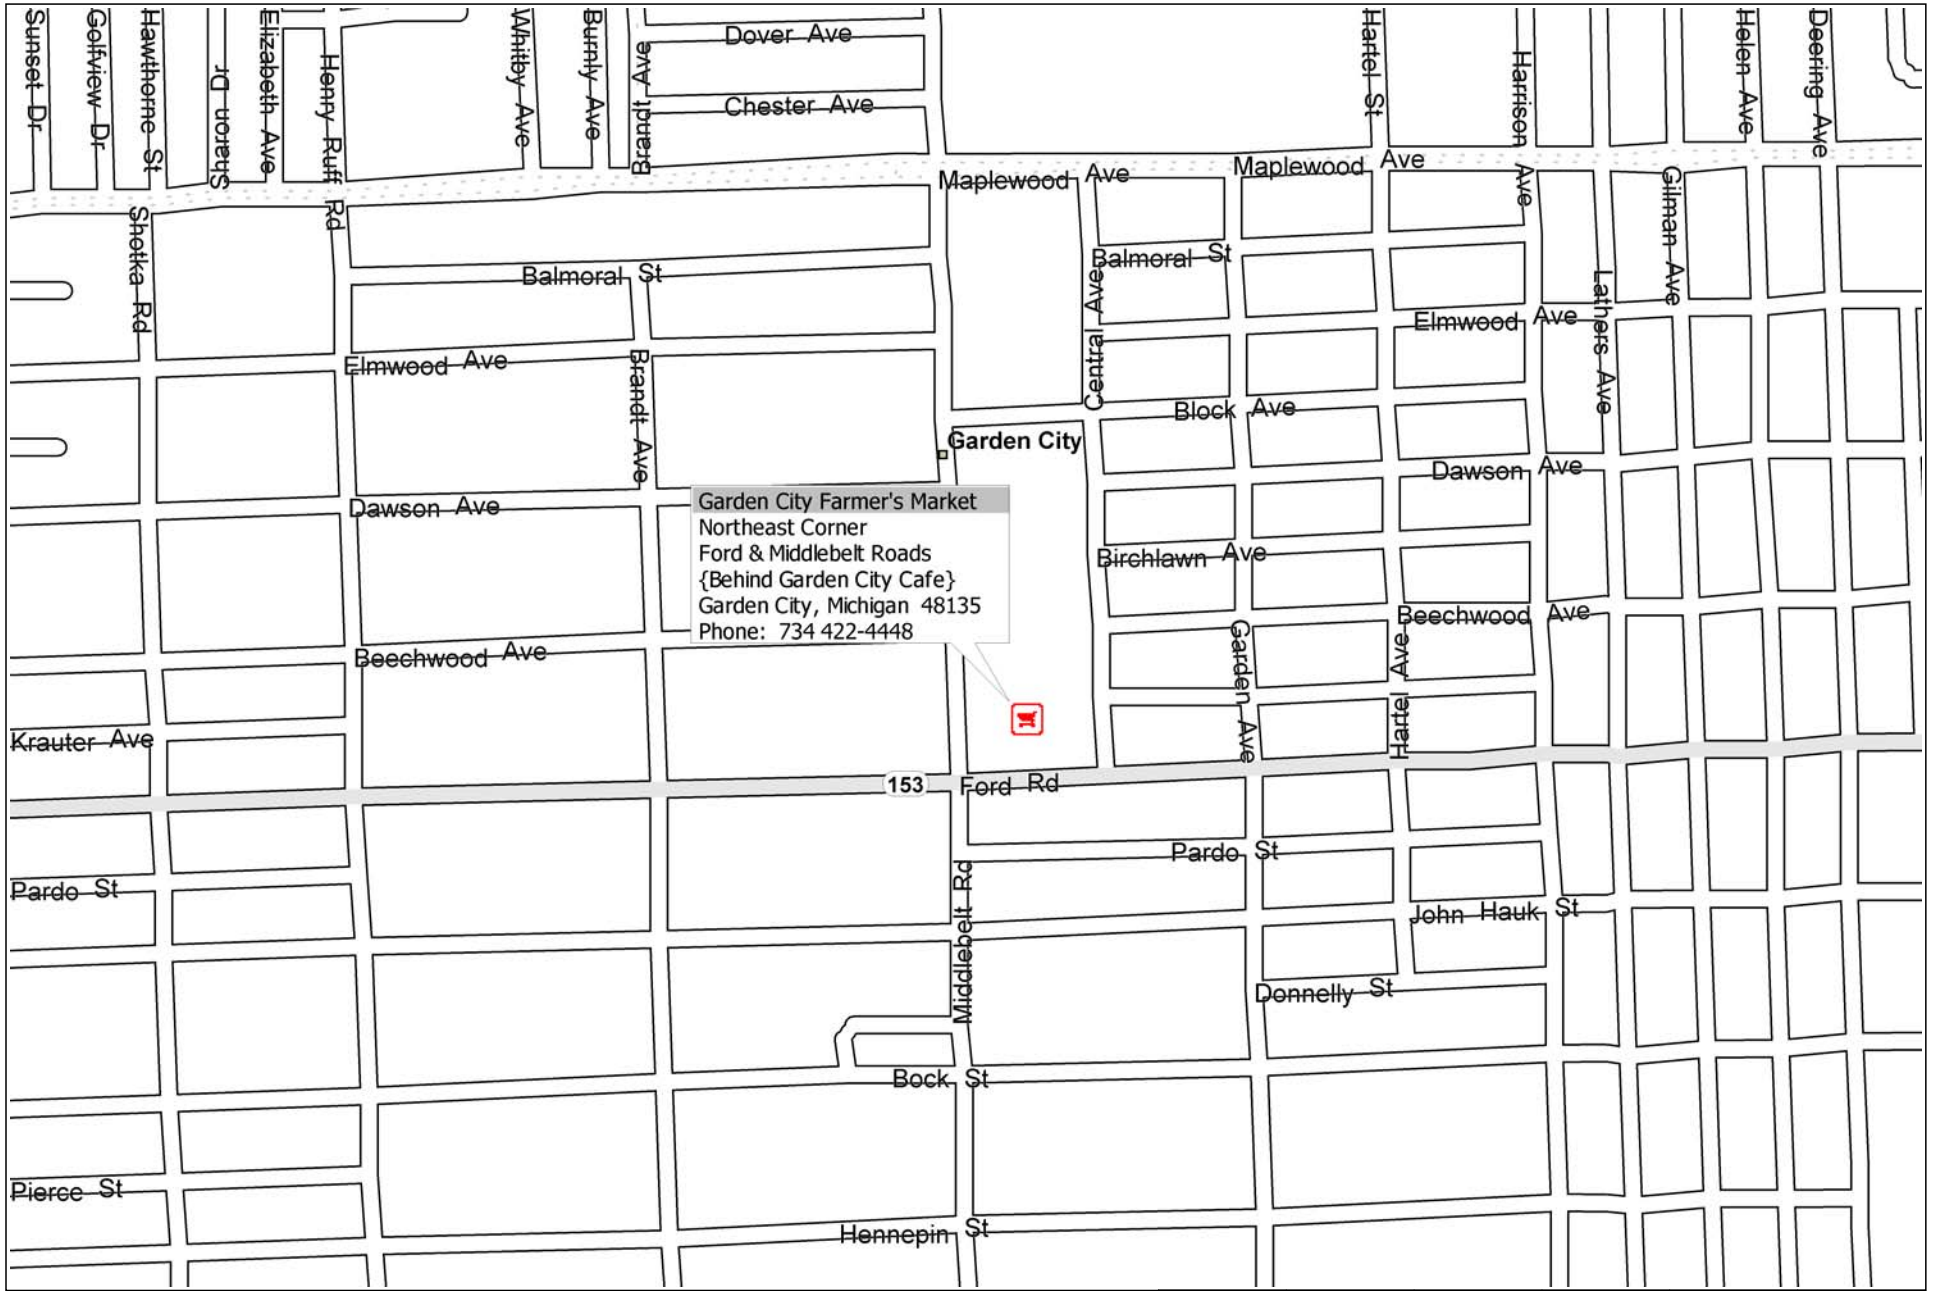 Sunset Dr
Golfview Dr
Hawthorne St
Sharon Dr
Elizabeth Ave
Henry Ruff Rd
Whitby Ave
Burnly Ave
Brandt Ave
Dover Ave
Chester Ave
Hartel St
Harrison Ave
Helen Ave
Deering Ave
Maplewood Ave
Maplewood Ave
Shotka Rd
Gilman Ave
Balmoral St
Balmoral St
Central Ave
Lathers Ave
Elmwood Ave
Elmwood Ave
Brandt Ave
Block Ave
Garden City
Dawson Ave
Dawson Ave
Garden City Farmer's Market
Northeast Corner
Ford & Middlebelt Roads
{Behind Garden City Cafe}
Garden City, Michigan 48135
Phone: 734 422-4448
Birchlawn Ave
Beechwood Ave
Beechwood Ave
Garden Ave
Hartel Ave
Krauter Ave
153
Ford Rd
Pardo St
Pardo St
Middlebelt Rd
John Hauk St
Donnelly St
Bock St
Pierce St
Hennepin St